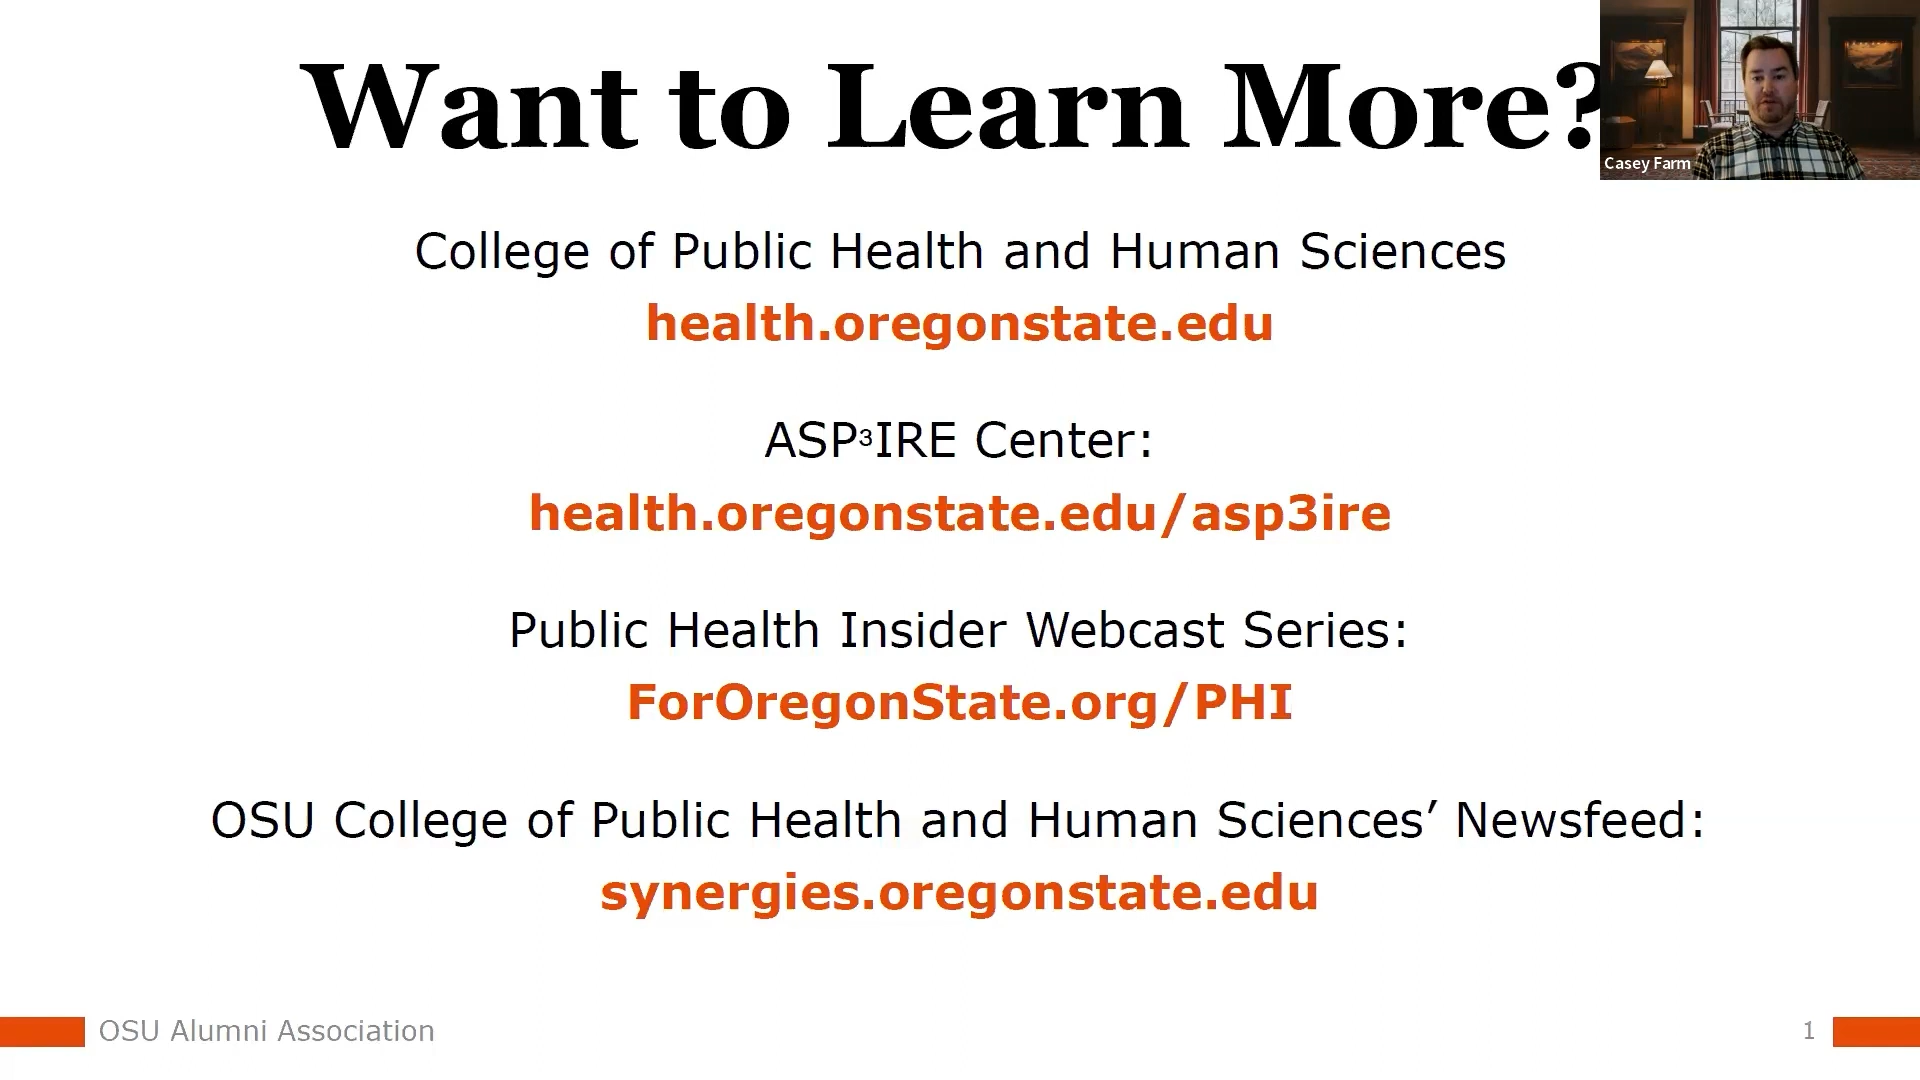 Want to Learn More?
Casey Farm
College of Public Health and Human Sciences
health.oregonstate.edu
ASP³IRE Center:
health.oregonstate.edu/asp3ire
Public Health Insider Webcast Series:
ForOregonState.org/PHI
OSU College of Public Health and Human Sciences’ Newsfeed:
synergies.oregonstate.edu
OSU Alumni Association
1